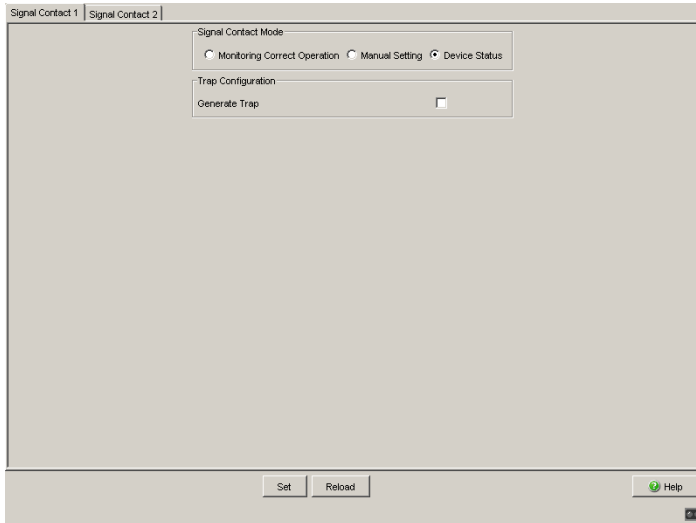 Signal Contact 1 Signal Contact 2
Signal Contact Mode
Monitoring Correct Operation Manual Setting Device Status
Trap Configuration
Generate Trap
Set Reload Help